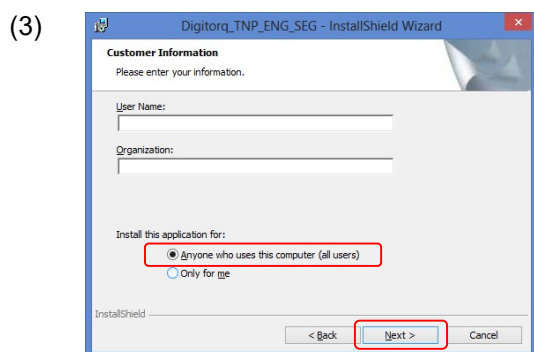 (3)
Digitorq_TNP_ENG_SEG - InstallShield Wizard
Customer Information
Please enter your information.
User Name:
Organization:
Install this application for:
Anyone who uses this computer (all users)
Only for me
InstallShield
< Back Next > Cancel